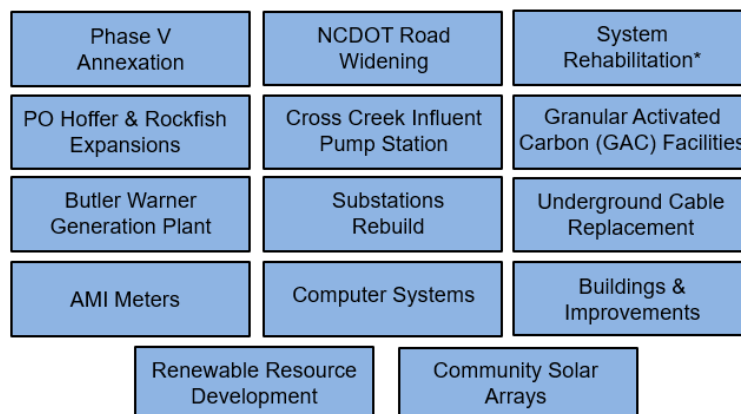 Phase V
Annexation
NCDOT Road
Widening
System
Rehabilitation*
PO Hoffer & Rockfish
Expansions
Cross Creek Influent
Pump Station
Granular Activated
Carbon (GAC) Facilities
Butler Warner
Generation Plant
Substations
Rebuild
Underground Cable
Replacement
AMI Meters
Computer Systems
Buildings &
Improvements
Renewable Resource
Development
Community Solar
Arrays